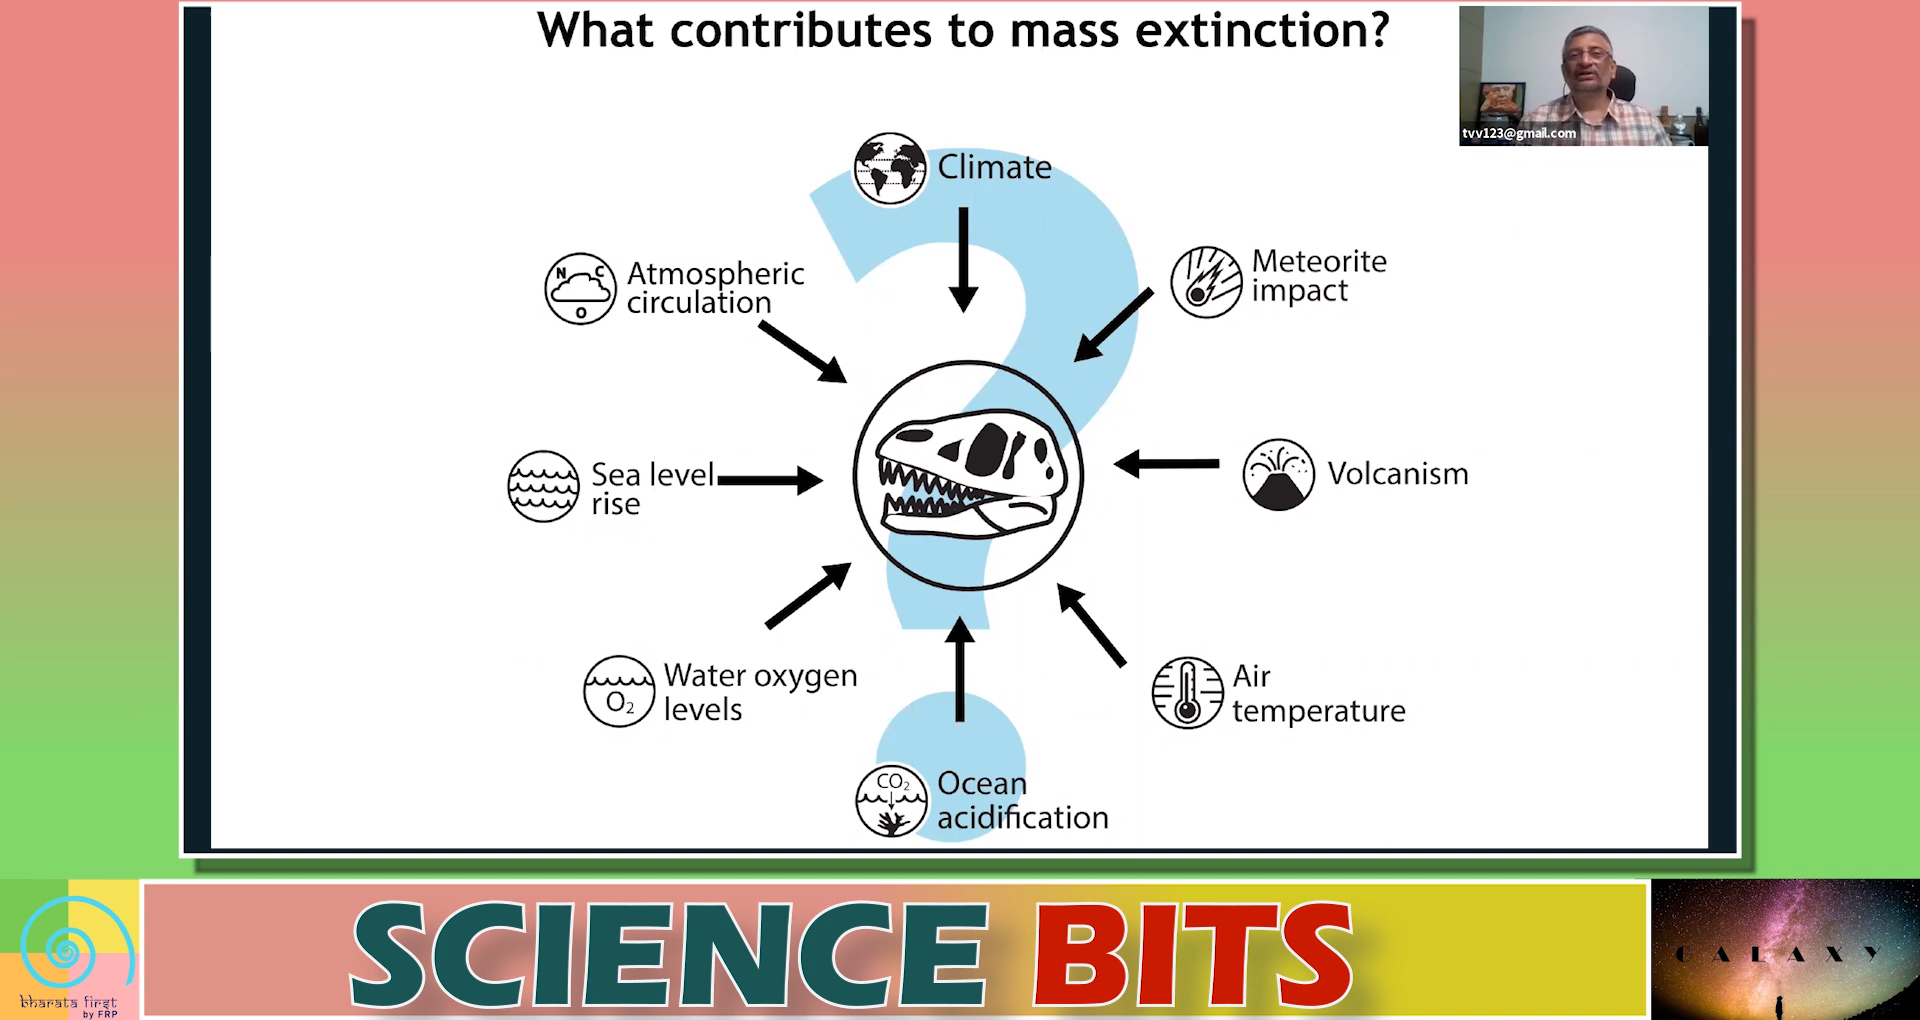 What contributes to mass extinction?
tvv123@gmail.com
Climate
N C
O
Atmospheric
circulation
Meteorite
impact
Sea level
rise
Volcanism
O₂
Water oxygen
levels
Air
temperature
CO₂
Ocean
acidification
SCIENCE BITS
bharata first
by FRP
GALAXY